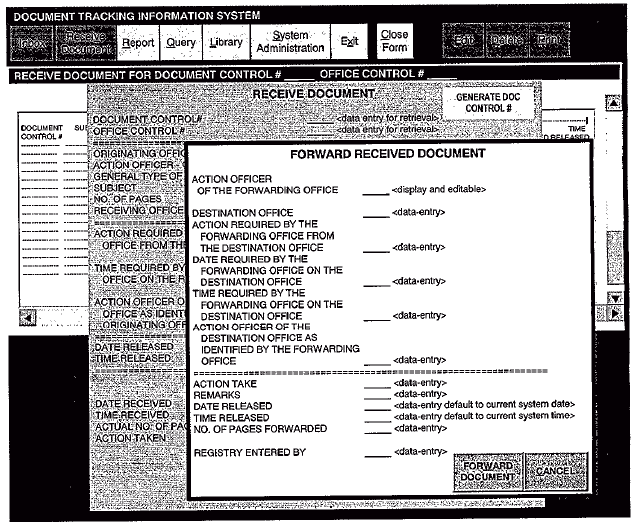 DOCUMENT TRACKING INFORMATION SYSTEM
Inbox
Receive
Document
Report
Query
Library
System
Administration
Exit
Close
Form
Edit
Delete
Print
RECEIVE DOCUMENT FOR DOCUMENT CONTROL # ____ OFFICE CONTROL # ____
RECEIVE DOCUMENT
GENERATE DOC
CONTROL #
DOCUMENT CONTROL# ____ <data entry for retrieval>
OFFICE CONTROL # ____ <data entry for retrieval>
DOCUMENT
CONTROL #
TIME
ORIGINATING OFFIC
ACTION OFFICER -
GENERAL TYPE OF
SUBJECT
NO. OF PAGES
RECEIVING OFFICE
ACTION REQUIRED
OFFICE FROM THE
TIME REQUIRED BY
OFFICE ON THE R
ACTION OFFICER O
OFFICE AS IDENTI
ORIGINATING OFF
DATE RELEASED
TIME RELEASED
DATE RECEIVED
TIME RECEIVED
ACTUAL NO. OF PAG
ACTION TAKEN
FORWARD RECEIVED DOCUMENT
ACTION OFFICER
OF THE FORWARDING OFFICE ____ <display and editable>
DESTINATION OFFICE ____ <data-entry>
ACTION REQUIRED BY THE
FORWARDING OFFICE FROM
THE DESTINATION OFFICE ____ <data-entry>
DATE REQUIRED BY THE
FORWARDING OFFICE ON THE
DESTINATION OFFICE ____ <data-entry>
TIME REQUIRED BY THE
FORWARDING OFFICE ON THE
DESTINATION OFFICE ____ <data-entry>
ACTION OFFICER OF THE
DESTINATION OFFICE AS
IDENTIFIED BY THE FORWARDING
OFFICE ____ <data-entry>
ACTION TAKE ____ <data-entry>
REMARKS ____ <data-entry>
DATE RELEASED ____ <data-entry default to current system date>
TIME RELEASED ____ <data-entry default to current system time>
NO. OF PAGES FORWARDED ____ <data-entry>
REGISTRY ENTERED BY ____ <data-entry>
FORWARD
DOCUMENT
CANCEL